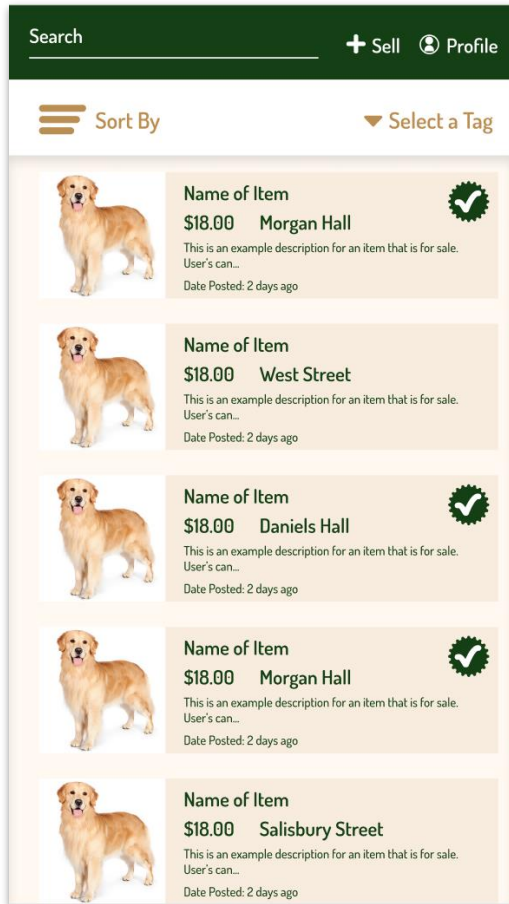 Search
Sell
Profile
Sort By
Select a Tag
Name of Item
$18.00 Morgan Hall
This is an example description for an item that is for sale.
User's can...
Date Posted: 2 days ago
Name of Item
$18.00 West Street
This is an example description for an item that is for sale.
User's can...
Date Posted: 2 days ago
Name of Item
$18.00 Daniels Hall
This is an example description for an item that is for sale.
User's can...
Date Posted: 2 days ago
Name of Item
$18.00 Morgan Hall
This is an example description for an item that is for sale.
User's can...
Date Posted: 2 days ago
Name of Item
$18.00 Salisbury Street
This is an example description for an item that is for sale.
User's can...
Date Posted: 2 days ago